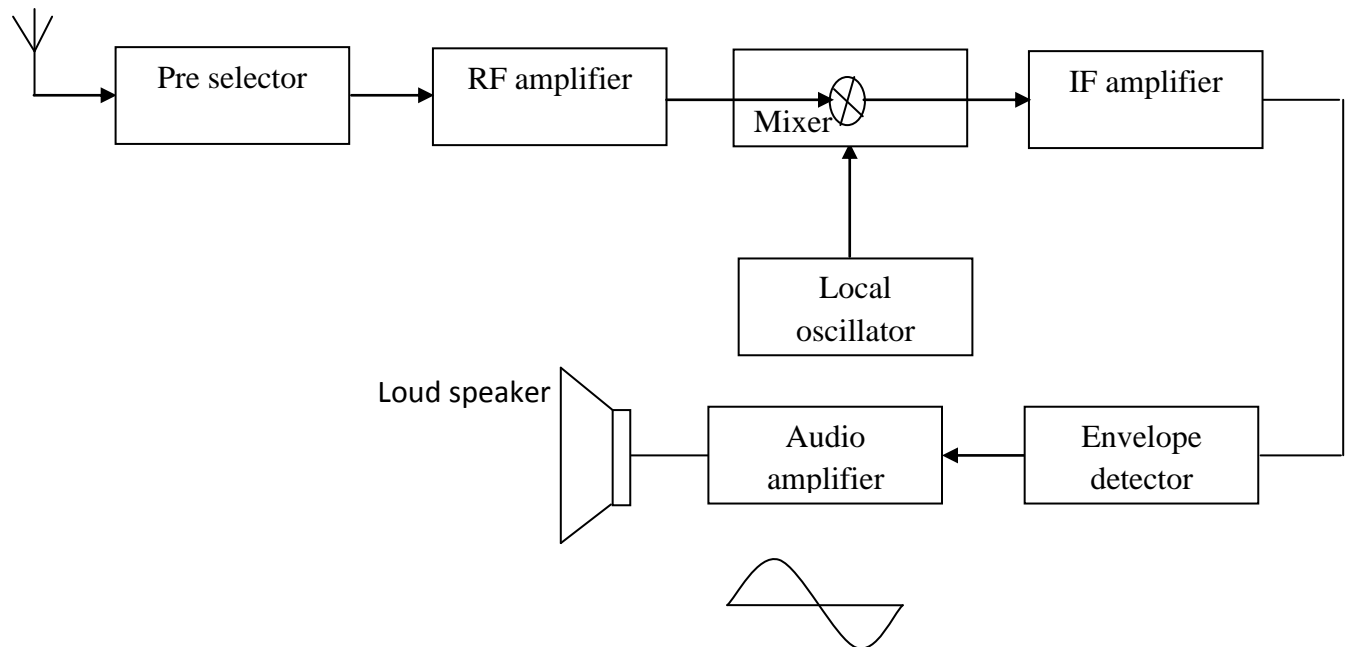 Pre selector
RF amplifier
Mixer
IF amplifier
Local
oscillator
Loud speaker
Audio
amplifier
Envelope
detector